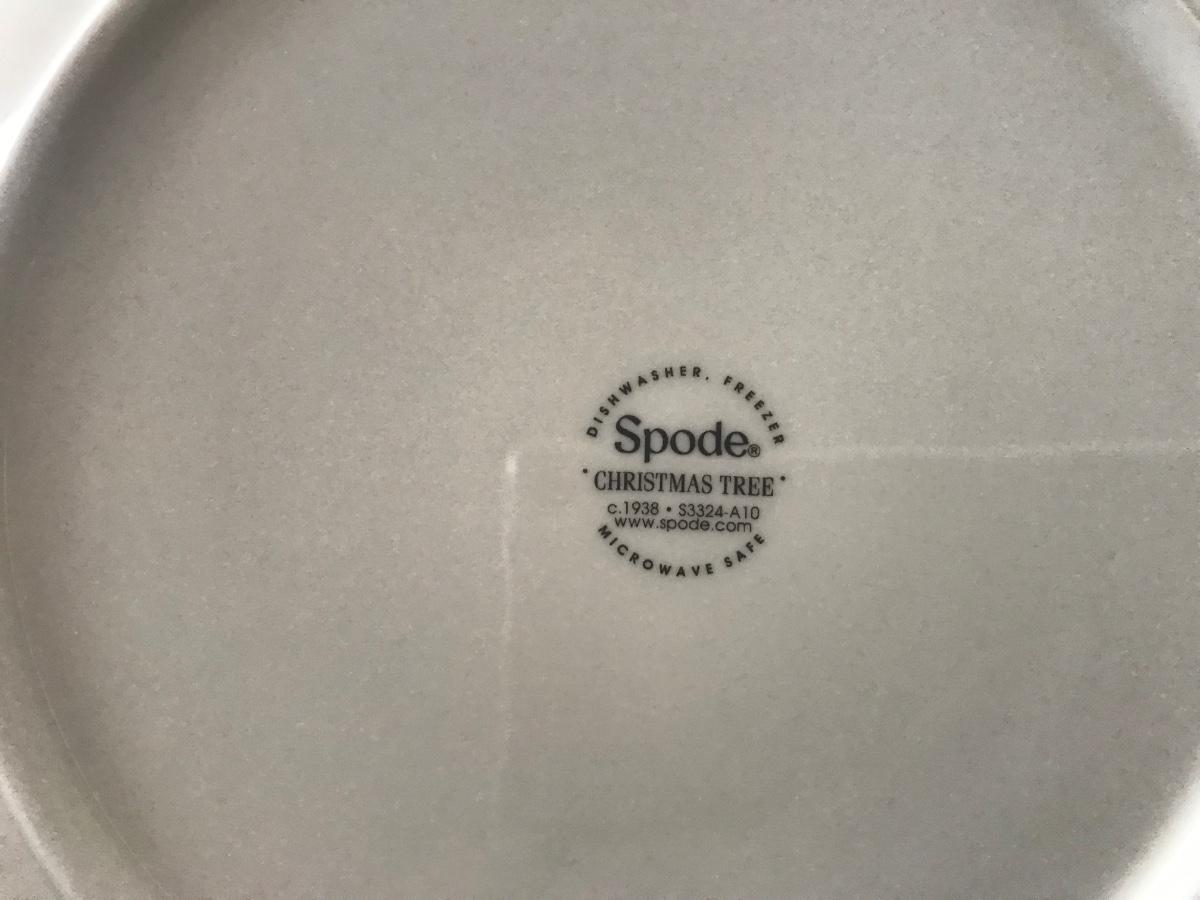 DISHWASHER. FREEZER
Spode®
• CHRISTMAS TREE •
c.1938 • S3324-A10
www.spode.com
MICROWAVE SAFE